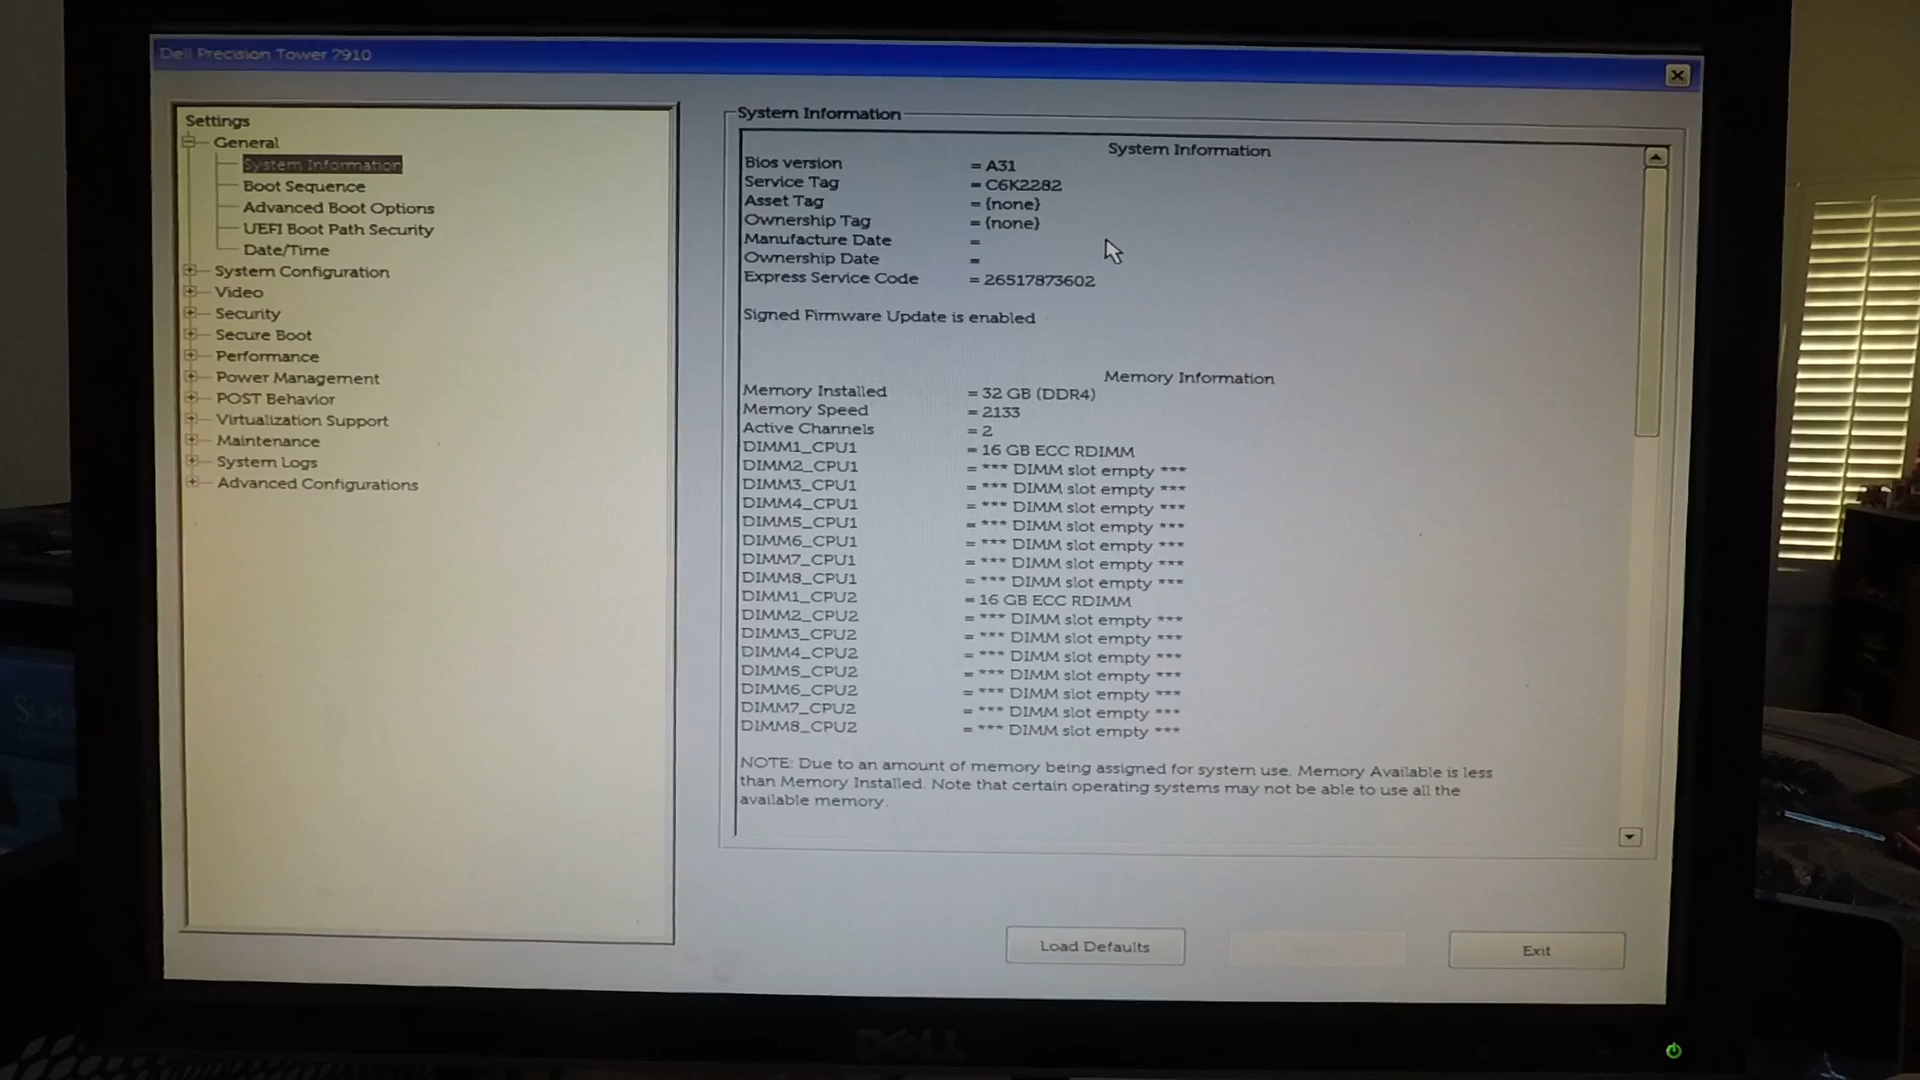 Dell Precision Tower 7910
Settings
General
System Information
Boot Sequence
Advanced Boot Options
UEFI Boot Path Security
Date/Time
System Configuration
Video
Security
Secure Boot
Performance
Power Management
POST Behavior
Virtualization Support
Maintenance
System Logs
Advanced Configurations
System Information
System Information
Bios version = A31
Service Tag = C6K2282
Asset Tag = {none}
Ownership Tag = {none}
Manufacture Date =
Ownership Date =
Express Service Code = 26517873602
Signed Firmware Update is enabled
Memory Information
Memory Installed = 32 GB (DDR4)
Memory Speed = 2133
Active Channels = 2
DIMM1_CPU1 = 16 GB ECC RDIMM
DIMM2_CPU1 = *** DIMM slot empty ***
DIMM3_CPU1 = *** DIMM slot empty ***
DIMM4_CPU1 = *** DIMM slot empty ***
DIMM5_CPU1 = *** DIMM slot empty ***
DIMM6_CPU1 = *** DIMM slot empty ***
DIMM7_CPU1 = *** DIMM slot empty ***
DIMM8_CPU1 = *** DIMM slot empty ***
DIMM1_CPU2 = 16 GB ECC RDIMM
DIMM2_CPU2 = *** DIMM slot empty ***
DIMM3_CPU2 = *** DIMM slot empty ***
DIMM4_CPU2 = *** DIMM slot empty ***
DIMM5_CPU2 = *** DIMM slot empty ***
DIMM6_CPU2 = *** DIMM slot empty ***
DIMM7_CPU2 = *** DIMM slot empty ***
DIMM8_CPU2 = *** DIMM slot empty ***
NOTE: Due to an amount of memory being assigned for system use, Memory Available is less
than Memory Installed. Note that certain operating systems may not be able to use all the
available memory.
Load Defaults
Exit
DELL